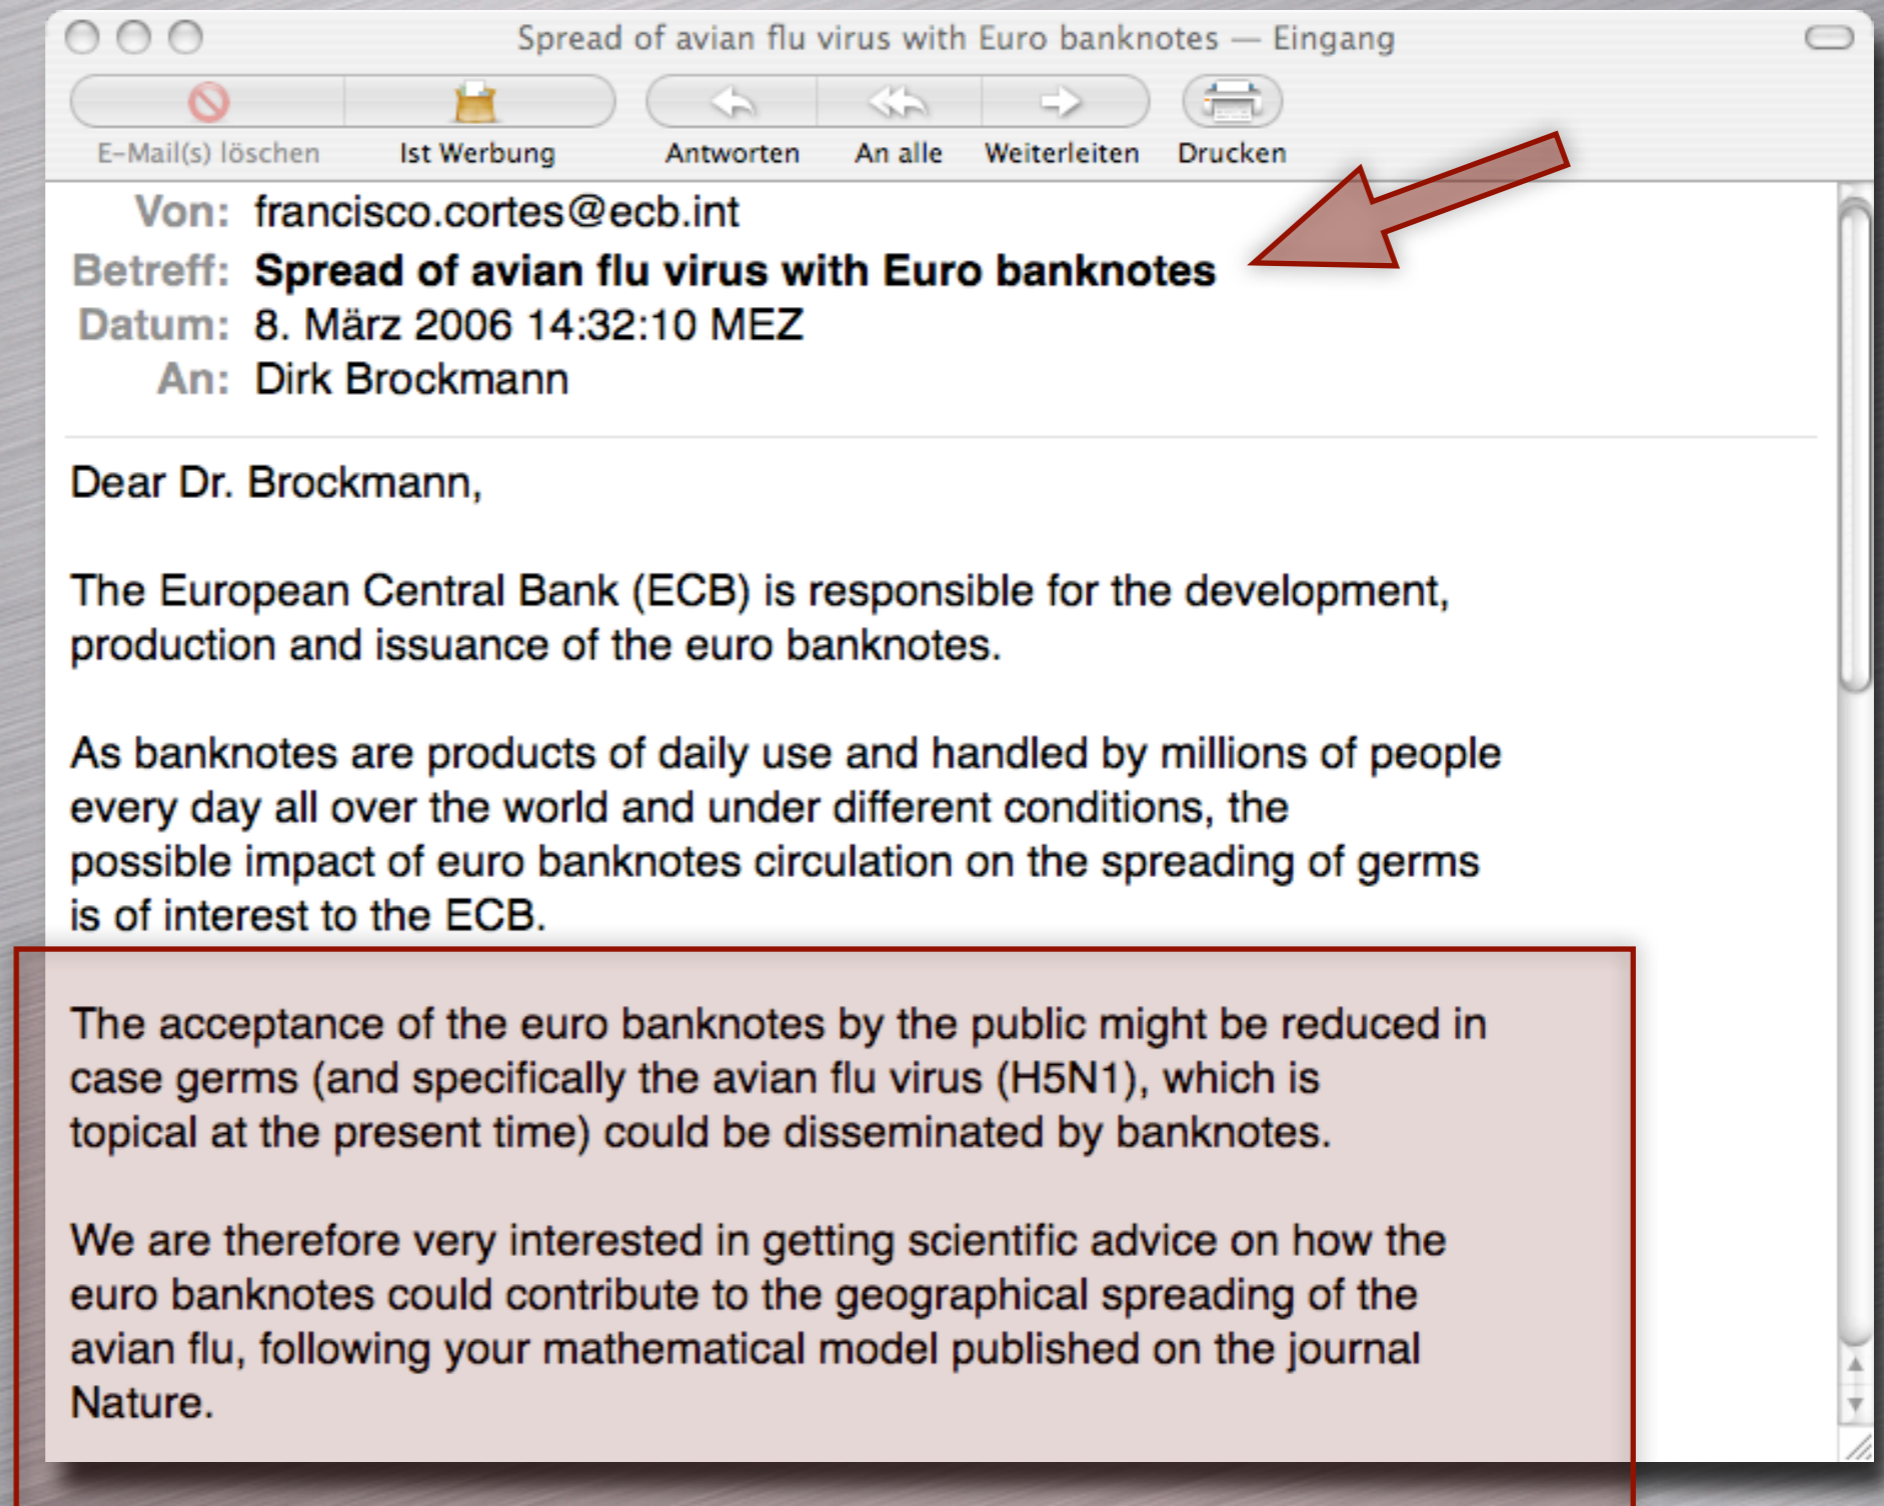 Spread of avian flu virus with Euro banknotes — Eingang
E-Mail(s) löschen Ist Werbung Antworten An alle Weiterleiten Drucken
Von: francisco.cortes@ecb.int
Betreff: Spread of avian flu virus with Euro banknotes
Datum: 8. März 2006 14:32:10 MEZ
An: Dirk Brockmann
Dear Dr. Brockmann,
The European Central Bank (ECB) is responsible for the development,
production and issuance of the euro banknotes.
As banknotes are products of daily use and handled by millions of people
every day all over the world and under different conditions, the
possible impact of euro banknotes circulation on the spreading of germs
is of interest to the ECB.
The acceptance of the euro banknotes by the public might be reduced in
case germs (and specifically the avian flu virus (H5N1), which is
topical at the present time) could be disseminated by banknotes.
We are therefore very interested in getting scientific advice on how the
euro banknotes could contribute to the geographical spreading of the
avian flu, following your mathematical model published on the journal
Nature.